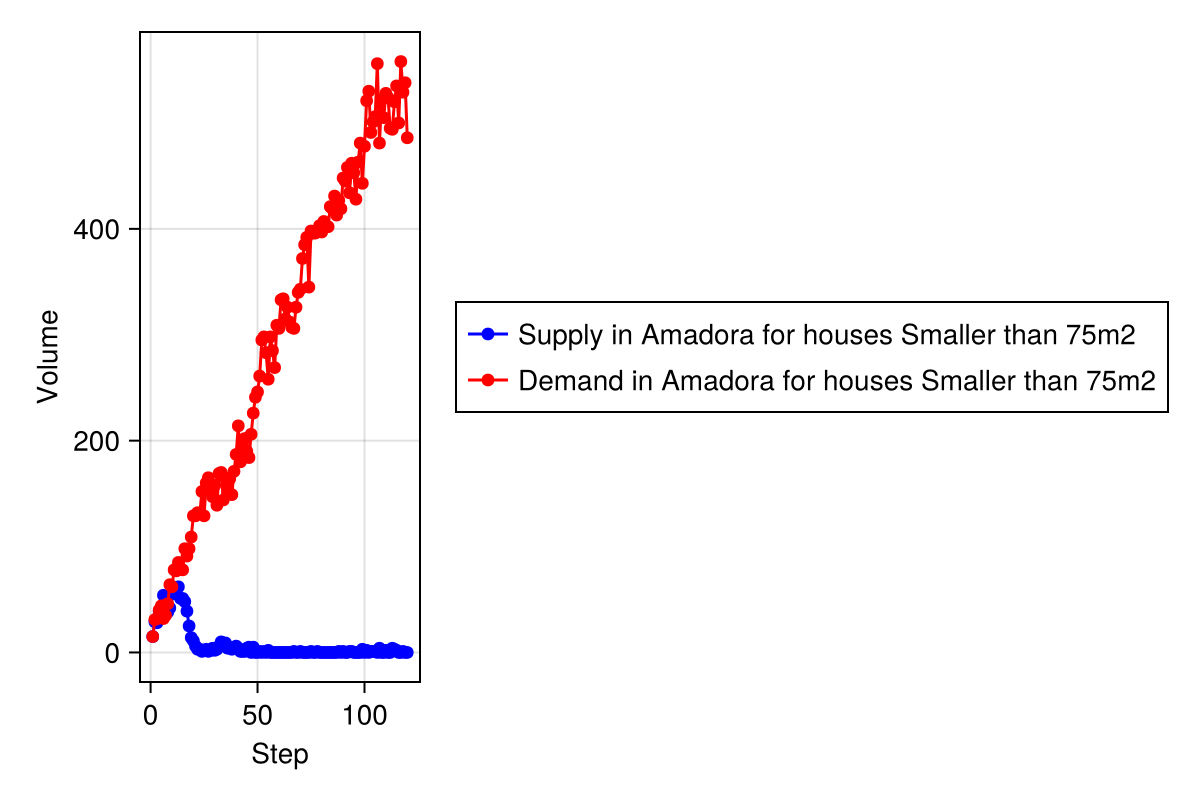 400
200
0
Volume
0 50 100
Step
Supply in Amadora for houses Smaller than 75m2
Demand in Amadora for houses Smaller than 75m2